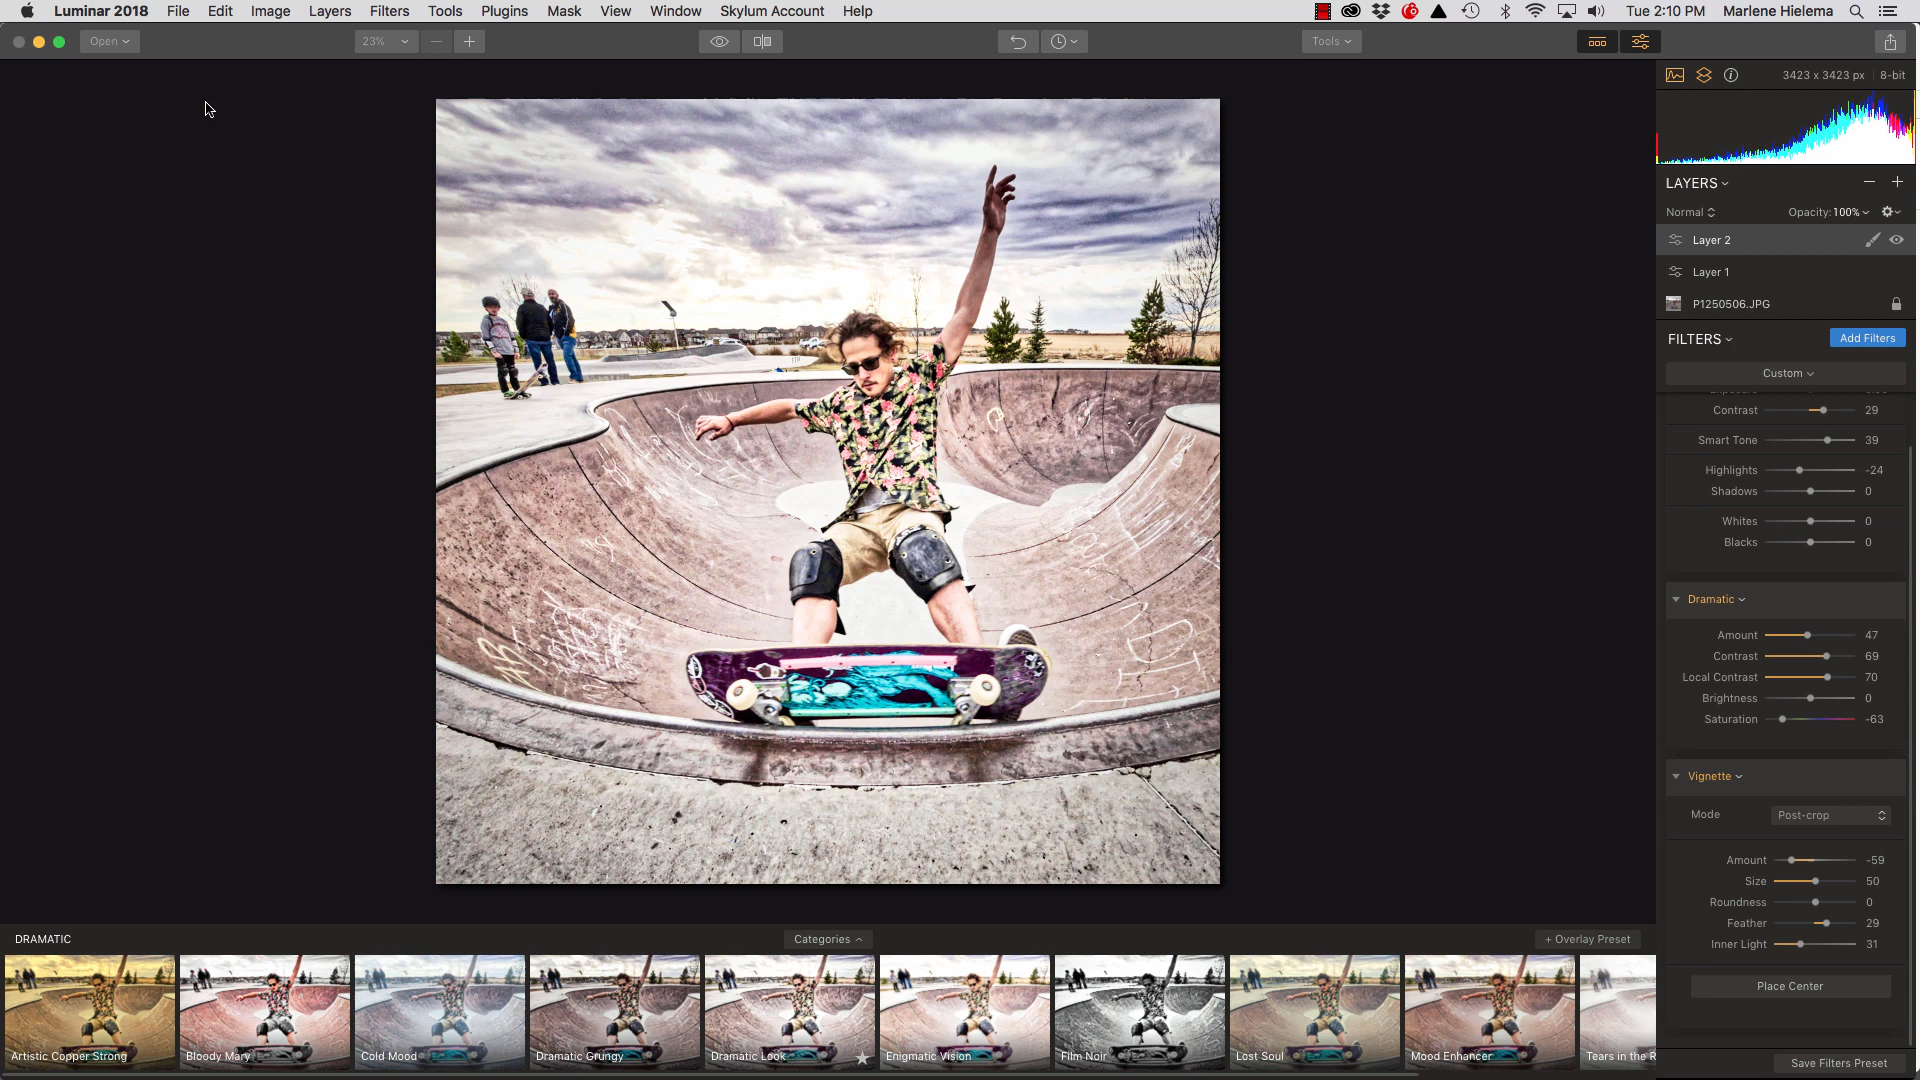 Luminar 2018 File Edit Image Layers Filters Tools Plugins Mask View Window Skylum Account Help Tue 2:10 PM Marlene Hielema
Open 23% Tools
3423 x 3423 px 8-bit
LAYERS
Normal Opacity: 100%
Layer 2
Layer 1
P1250506.JPG
FILTERS Add Filters
Custom
Contrast 29
Smart Tone 39
Highlights -24
Shadows 0
Whites 0
Blacks 0
Dramatic
Amount 47
Contrast 69
Local Contrast 70
Brightness 0
Saturation -63
Vignette
Mode Post-crop
Amount -59
Size 50
Roundness 0
Feather 29
Inner Light 31
Place Center
Save Filters Preset
DRAMATIC Categories + Overlay Preset
Artistic Copper Strong Bloody Mary Cold Mood Dramatic Grungy Dramatic Look Enigmatic Vision Film Noir Lost Soul Mood Enhancer Tears in the R